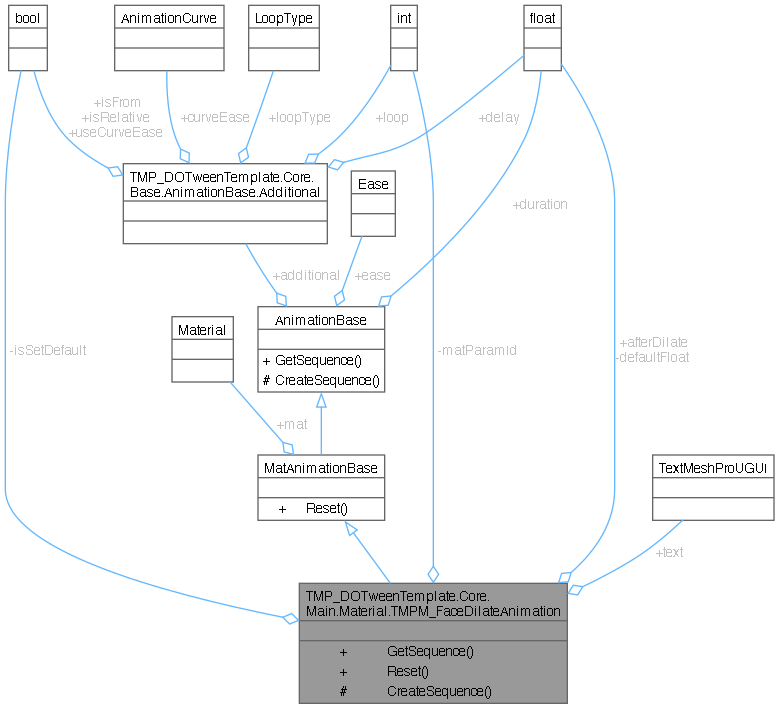 bool
AnimationCurve
LoopType
int
float
+isFrom
+isRelative
+useCurveEase
+curveEase
+loopType
+loop
+delay
TMP_DOTweenTemplate.Core.
Base.AnimationBase.Additional
Ease
+duration
+additional
+ease
AnimationBase
Material
+ GetSequence()
# CreateSequence()
-isSetDefault
-matParamId
+afterDilate
-defaultFloat
+mat
MatAnimationBase
TextMeshProUGUI
+ Reset()
+text
TMP_DOTweenTemplate.Core.
Main.Material.TMPM_FaceDilateAnimation
+ GetSequence()
+ Reset()
# CreateSequence()